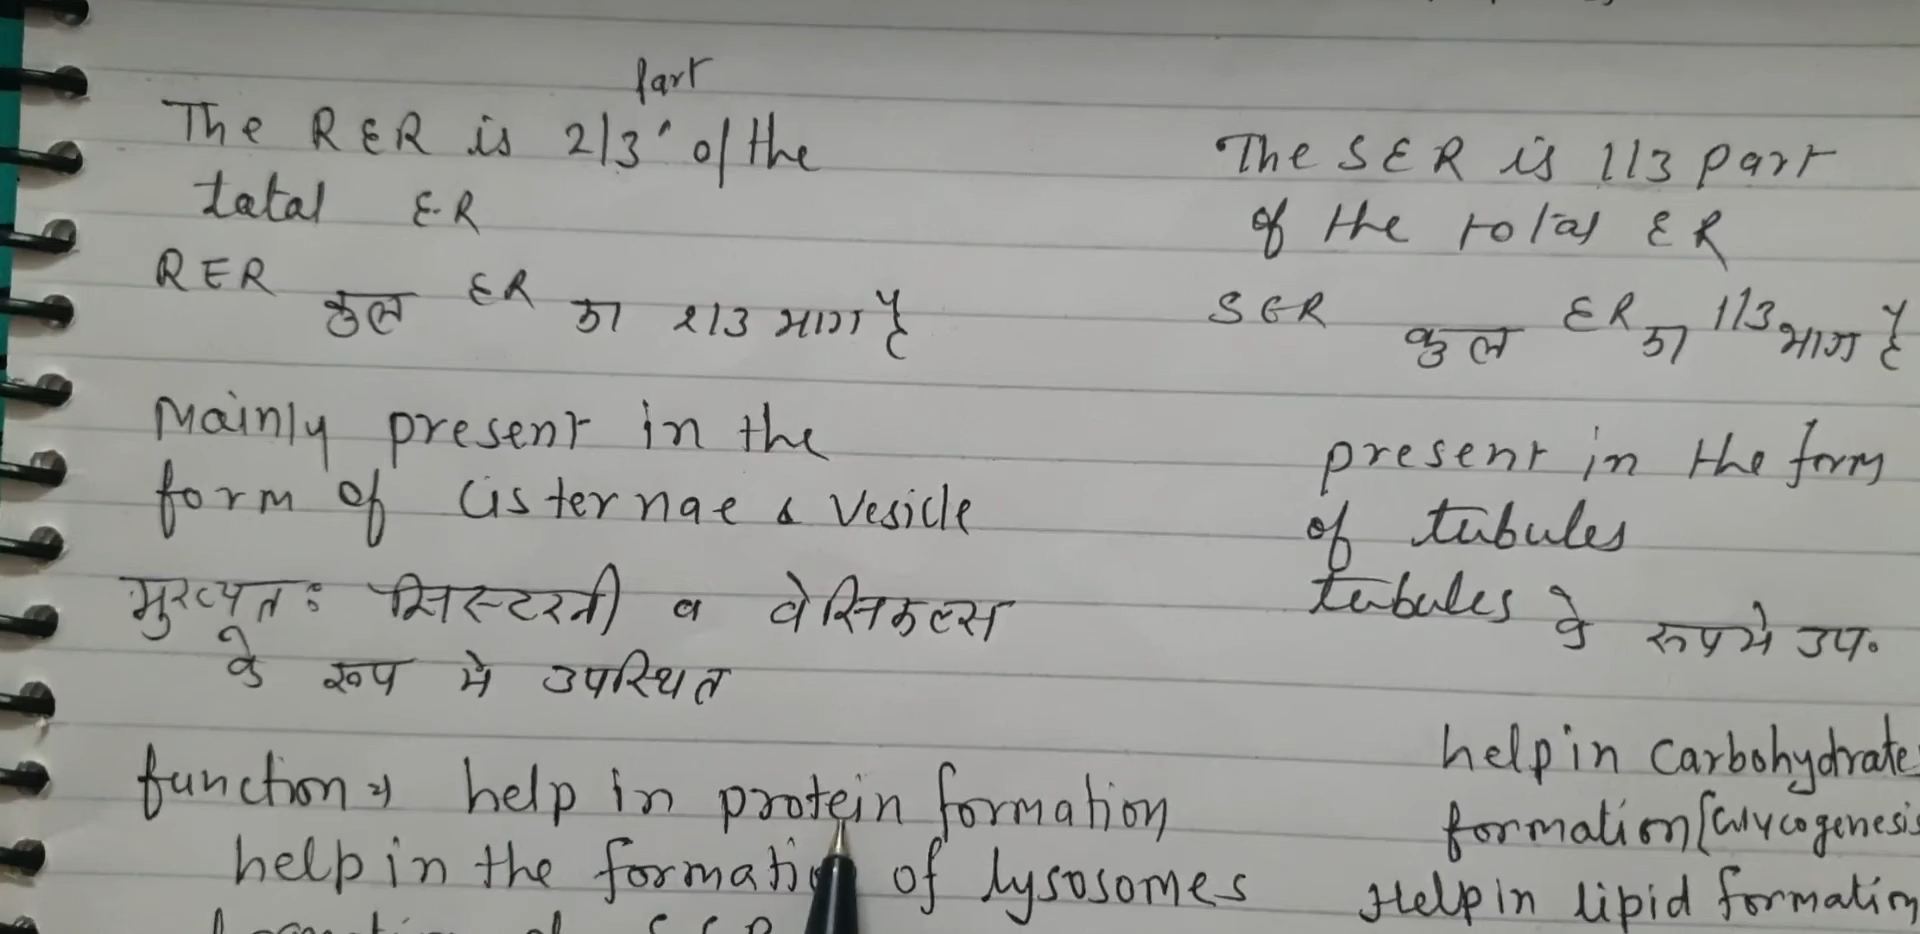 The RER is 2/3 part of the
tatal ER
RER कुल ER का 2/3 भाग है
Mainly present in the
form of Cisternae & Vesicle
मुख्यतः सिस्टरनी व वेसिकल्स
के रूप मे उपस्थित
function → help in protein formation
help in the formation of lysosomes
The SER is 1/3 part
of the total ER
SER कुल ER का 1/3 भाग है
present in the form
of tubules
tubules के रूप मे उप०
help in Carbohydrate
formation (Glycogenesis
Help in lipid formation